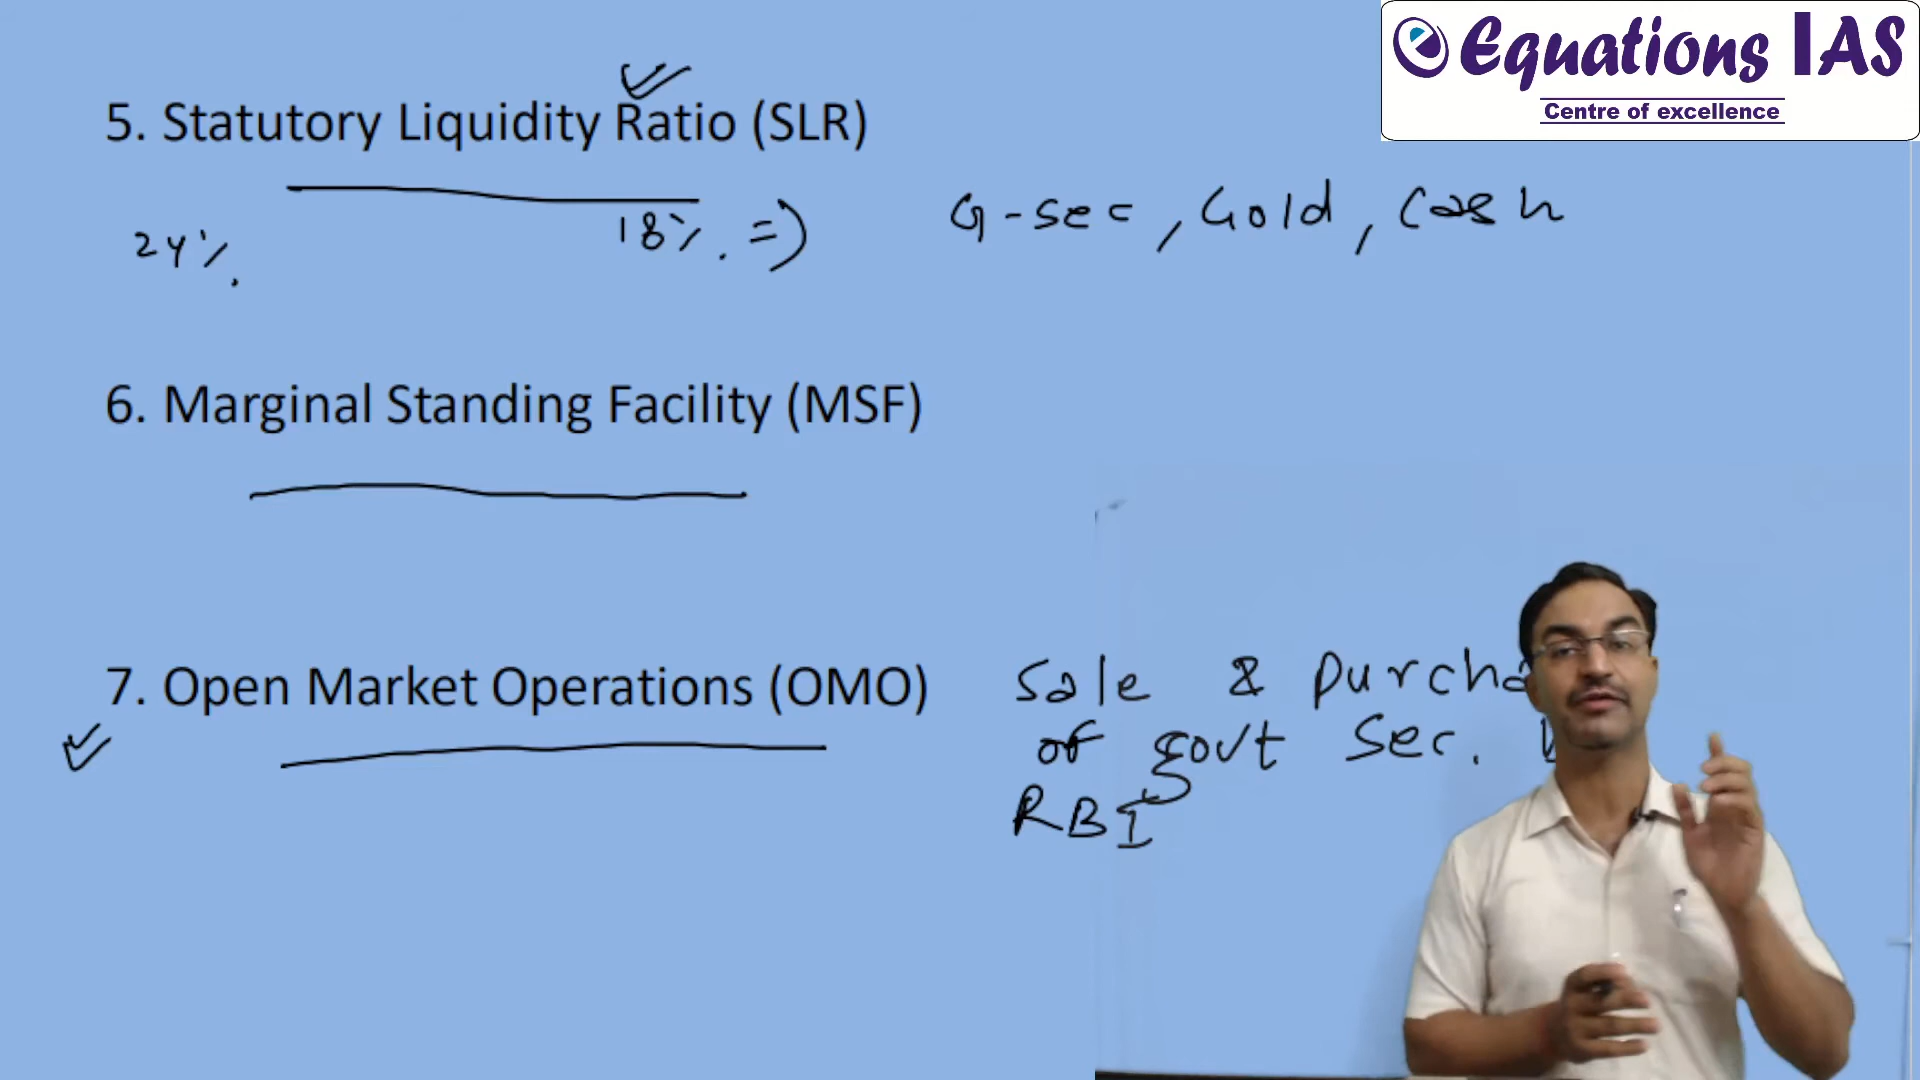 Equations IAS
Centre of excellence
5. Statutory Liquidity Ratio (SLR)
24%. 18%. => G-sec, Gold, Cash
6. Marginal Standing Facility (MSF)
7. Open Market Operations (OMO)
Sale & purcha
of govt sec.
RBI